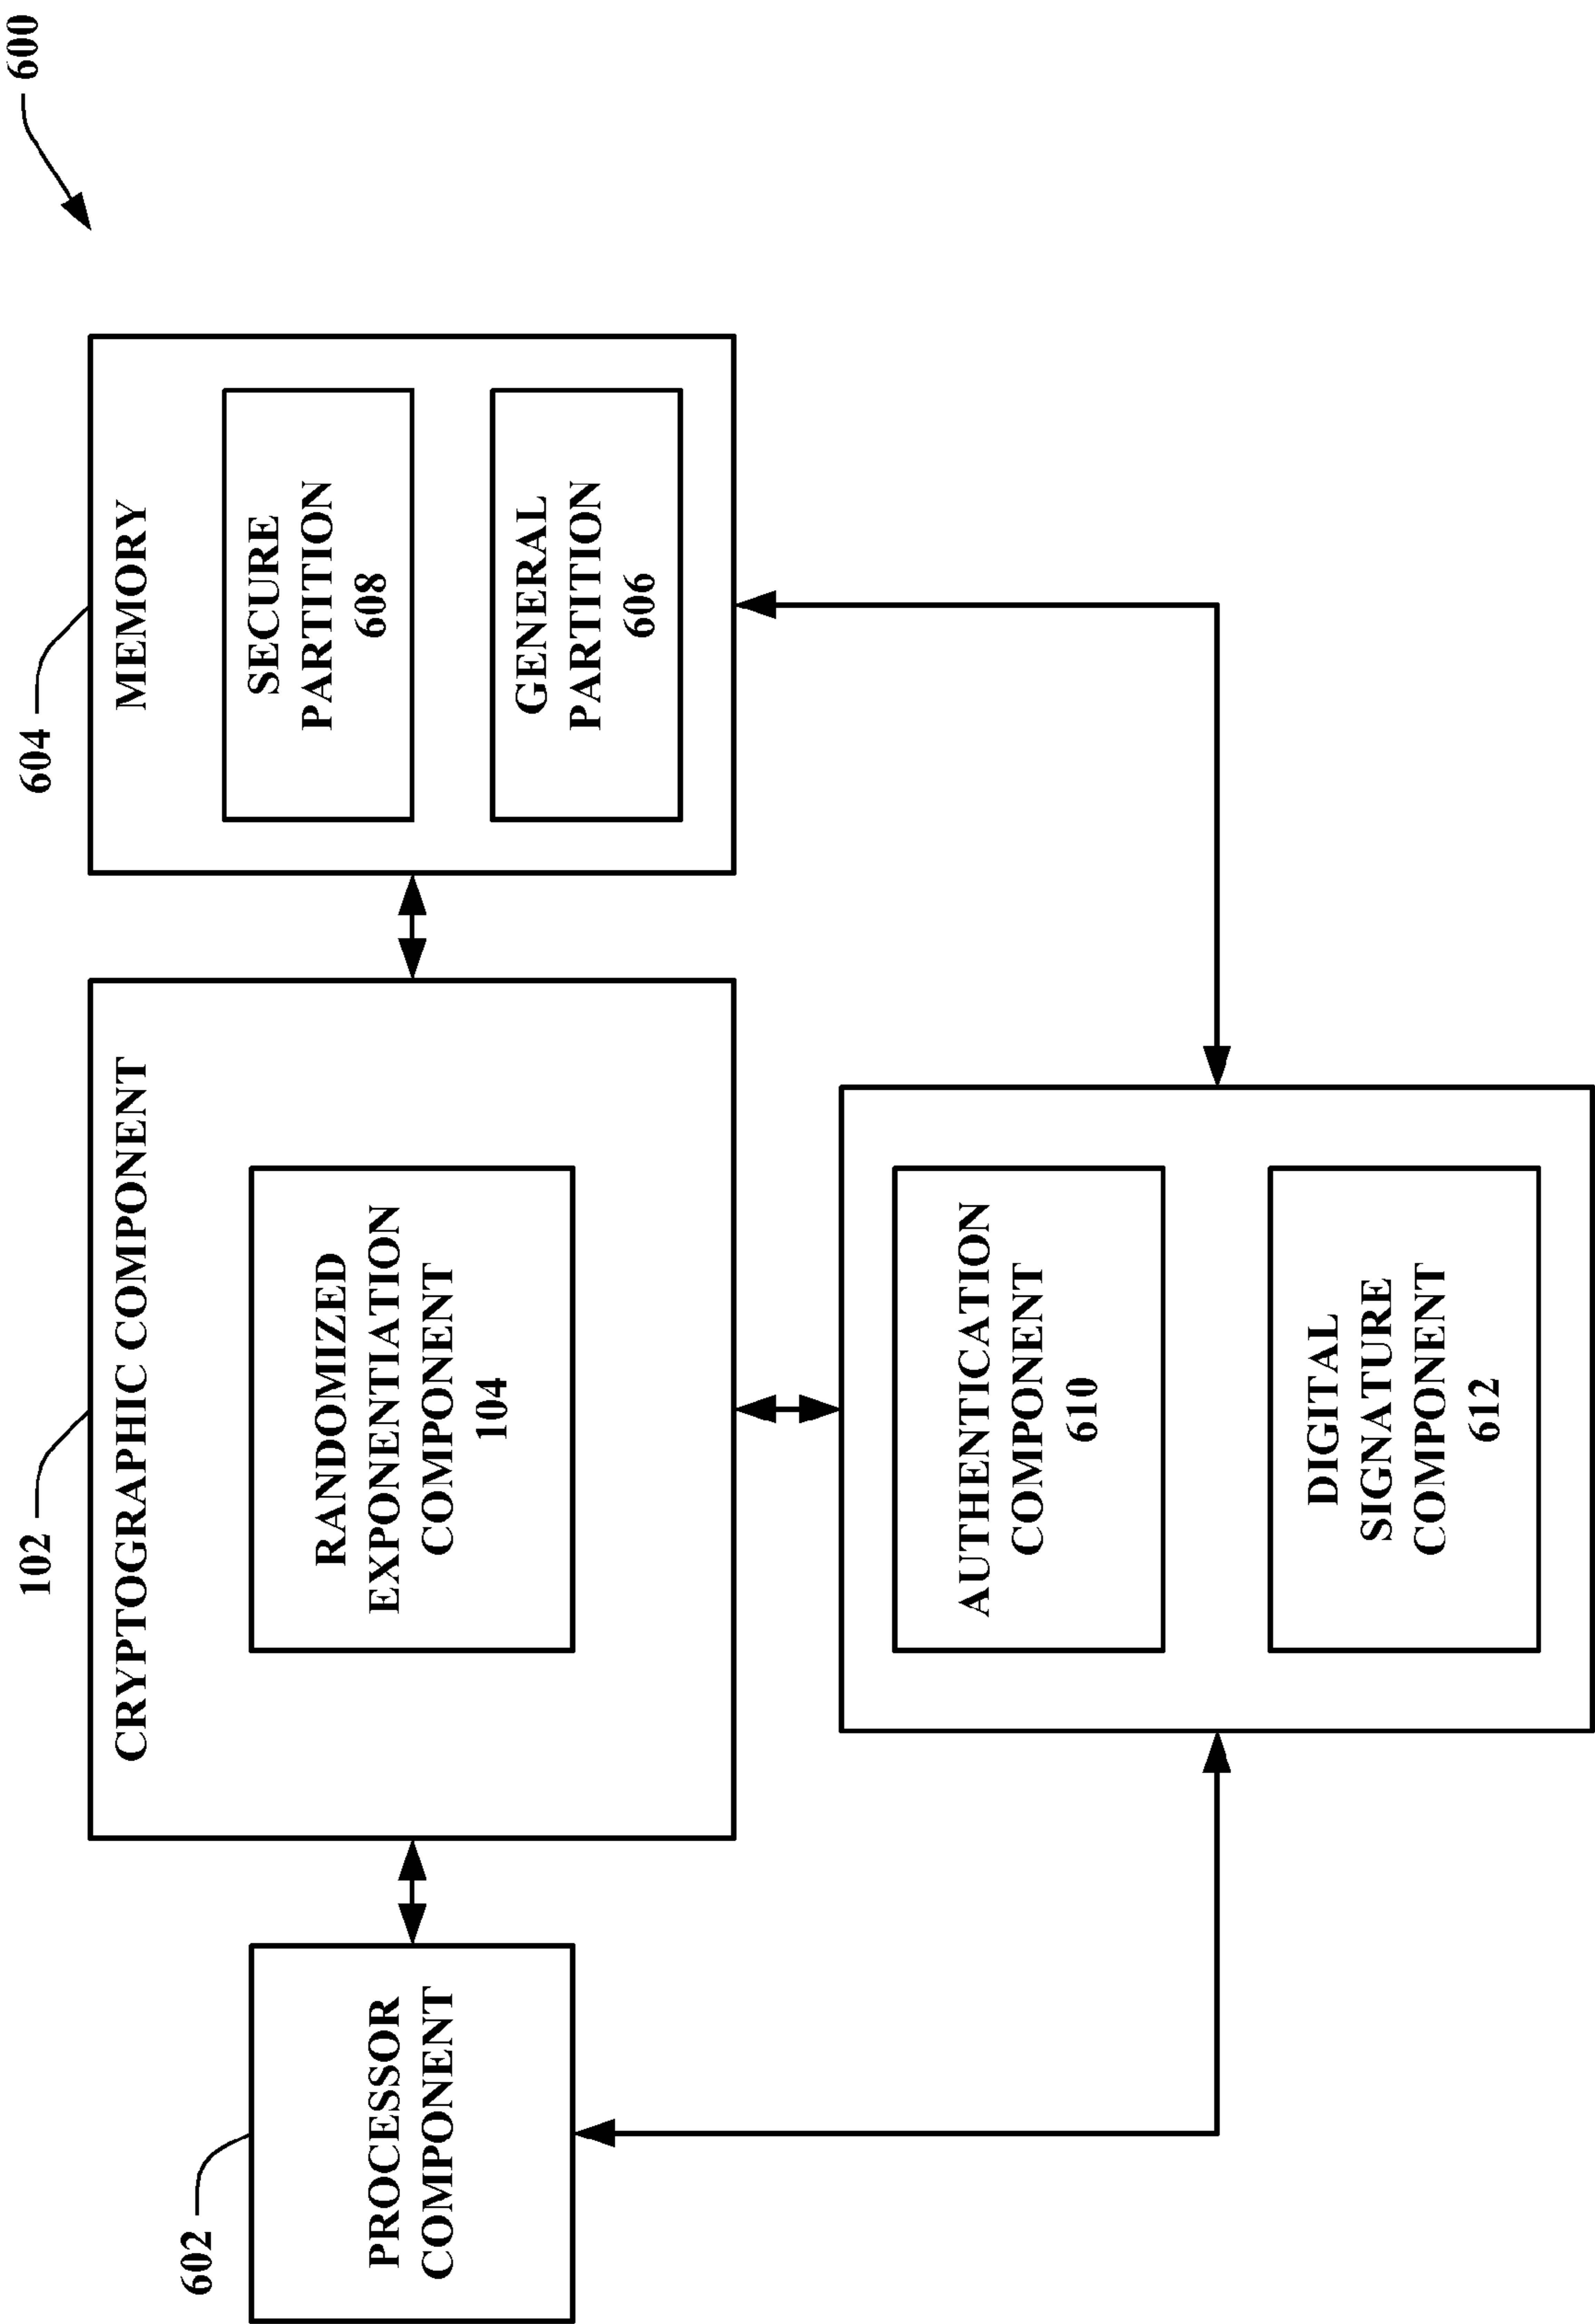 600
602
PROCESSOR
COMPONENT
102
CRYPTOGRAPHIC COMPONENT
RANDOMIZED
EXPONENTIATION
COMPONENT
104
604
MEMORY
SECURE
PARTITION
608
GENERAL
PARTITION
606
AUTHENTICATION
COMPONENT
610
DIGITAL
SIGNATURE
COMPONENT
612